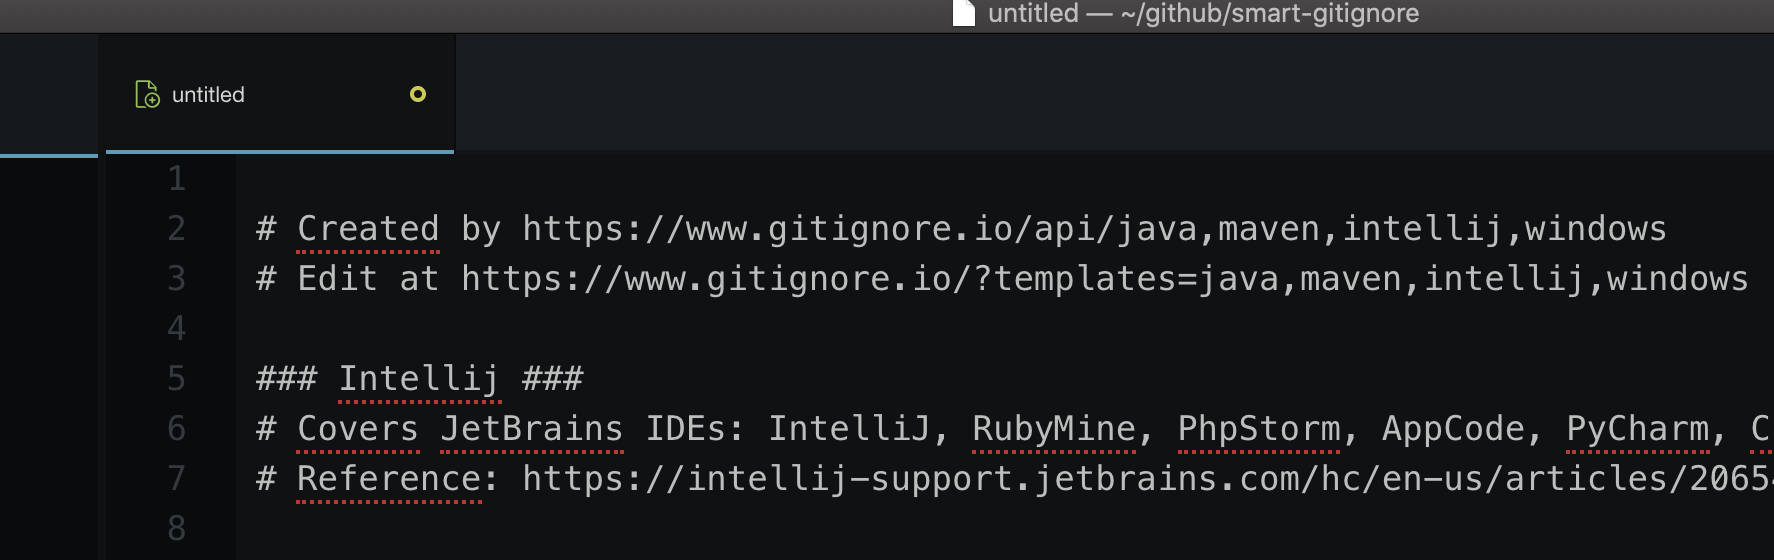 untitled — ~/github/smart-gitignore
untitled
1
2 # Created by https://www.gitignore.io/api/java,maven,intellij,windows
3 # Edit at https://www.gitignore.io/?templates=java,maven,intellij,windows
4
5 ### Intellij ###
6 # Covers JetBrains IDEs: IntelliJ, RubyMine, PhpStorm, AppCode, PyCharm, C
7 # Reference: https://intellij-support.jetbrains.com/hc/en-us/articles/2065
8